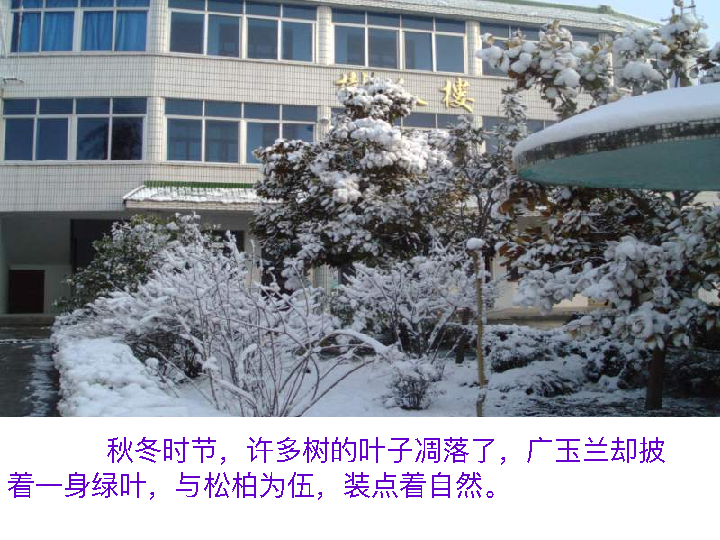 楼
秋冬时节，许多树的叶子凋落了，广玉兰却披
着一身绿叶，与松柏为伍，装点着自然。